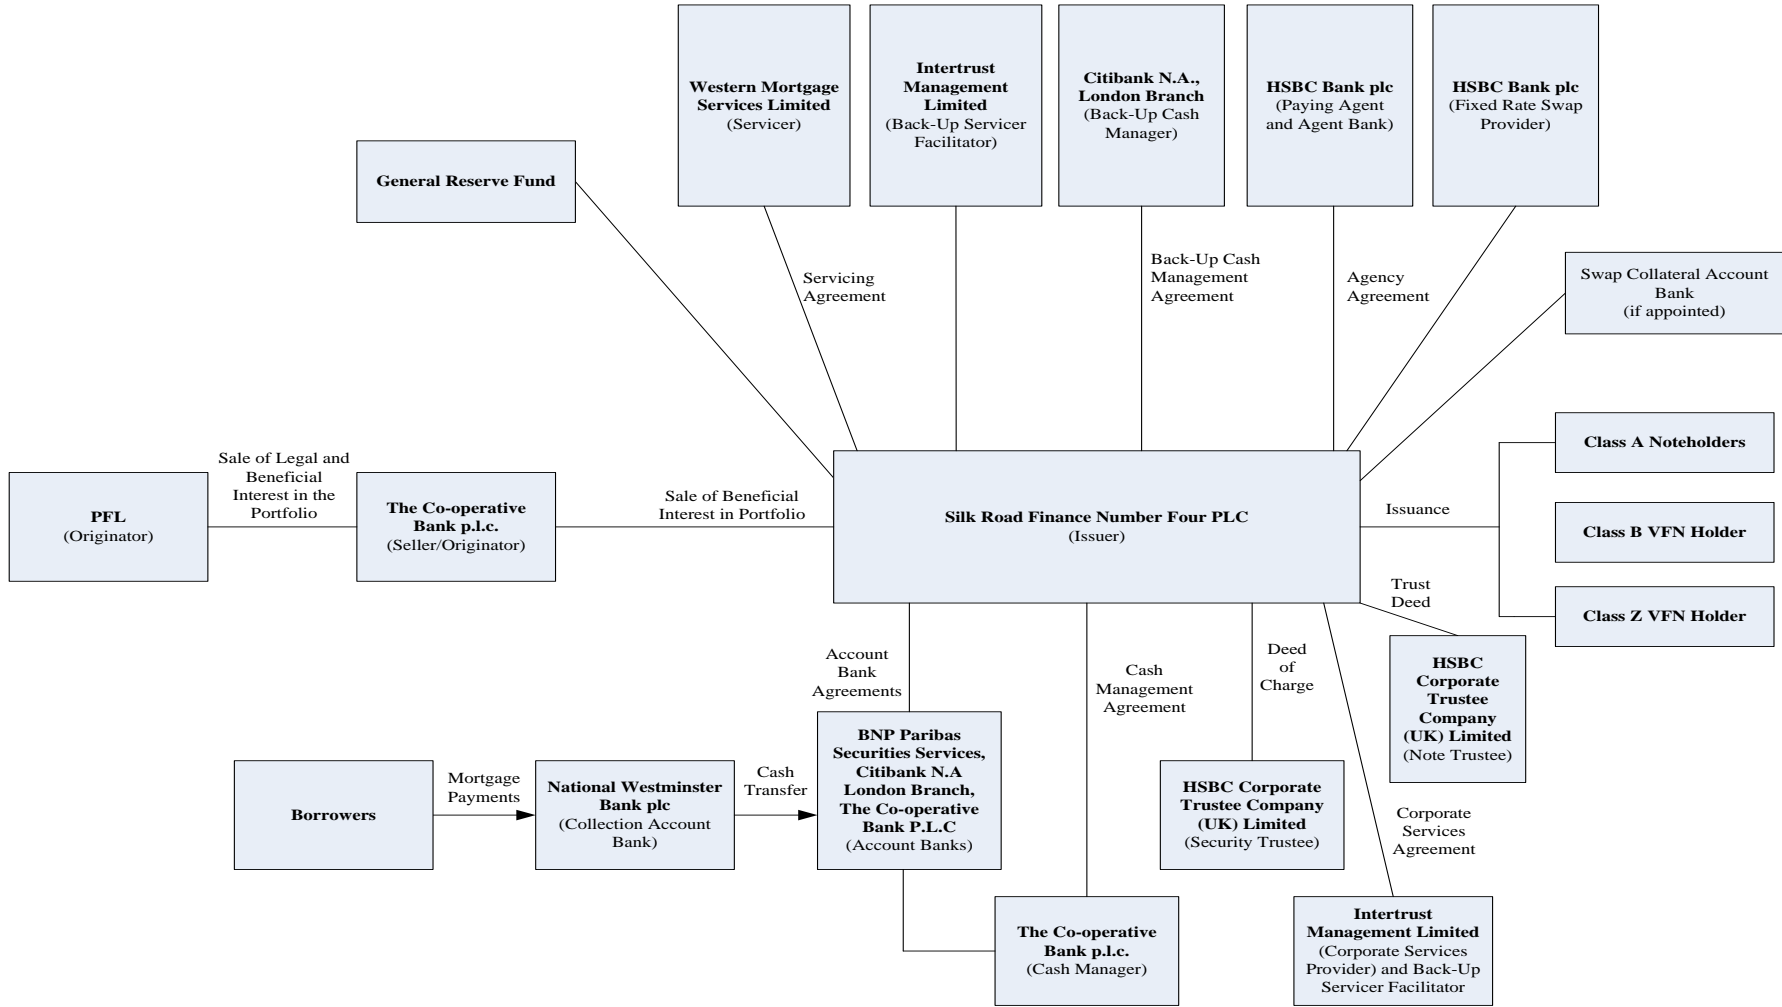 Western Mortgage
Services Limited
(Servicer)
Intertrust
Management
Limited
(Back-Up Servicer
Facilitator)
Citibank N.A.,
London Branch
(Back-Up Cash
Manager)
HSBC Bank plc
(Paying Agent
and Agent Bank)
HSBC Bank plc
(Fixed Rate Swap
Provider)
General Reserve Fund
Servicing
Agreement
Back-Up Cash
Management
Agreement
Agency
Agreement
Swap Collateral Account
Bank
(if appointed)
PFL
(Originator)
Sale of Legal and
Beneficial
Interest in the
Portfolio
The Co-operative
Bank p.l.c.
(Seller/Originator)
Sale of Beneficial
Interest in Portfolio
Silk Road Finance Number Four PLC
(Issuer)
Issuance
Class A Noteholders
Class B VFN Holder
Class Z VFN Holder
Trust
Deed
Account
Bank
Agreements
Cash
Management
Agreement
Deed
of
Charge
HSBC
Corporate
Trustee
Company
(UK) Limited
(Note Trustee)
Borrowers
Mortgage
Payments
National Westminster
Bank plc
(Collection Account
Bank)
Cash
Transfer
BNP Paribas
Securities Services,
Citibank N.A
London Branch,
The Co-operative
Bank P.L.C
(Account Banks)
HSBC Corporate
Trustee Company
(UK) Limited
(Security Trustee)
Corporate
Services
Agreement
The Co-operative
Bank p.l.c.
(Cash Manager)
Intertrust
Management Limited
(Corporate Services
Provider) and Back-Up
Servicer Facilitator